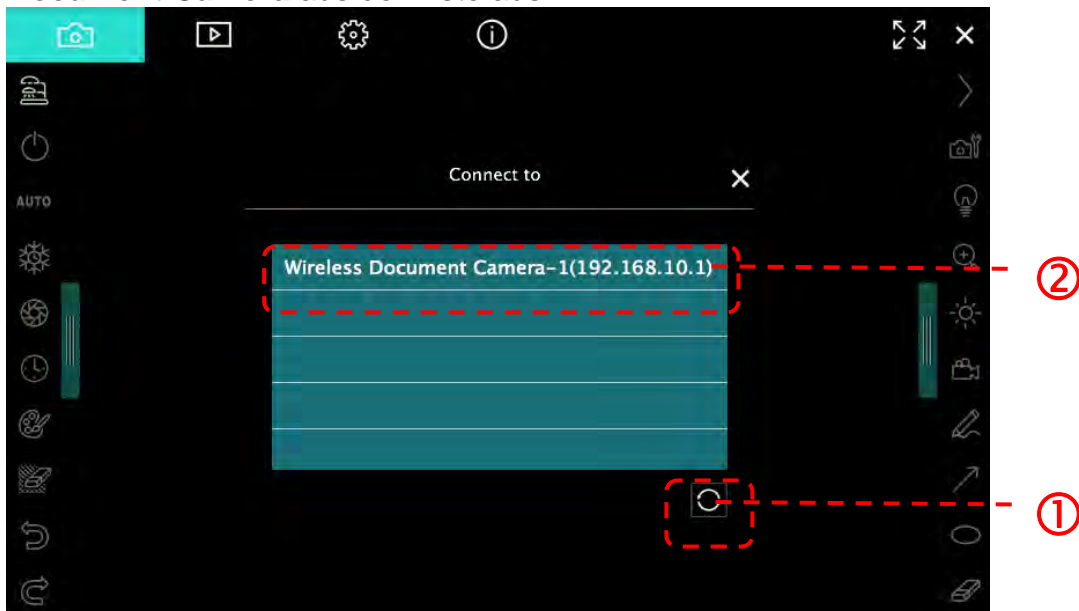 Connect to
AUTO
Wireless Document Camera-1(192.168.10.1)
②
①